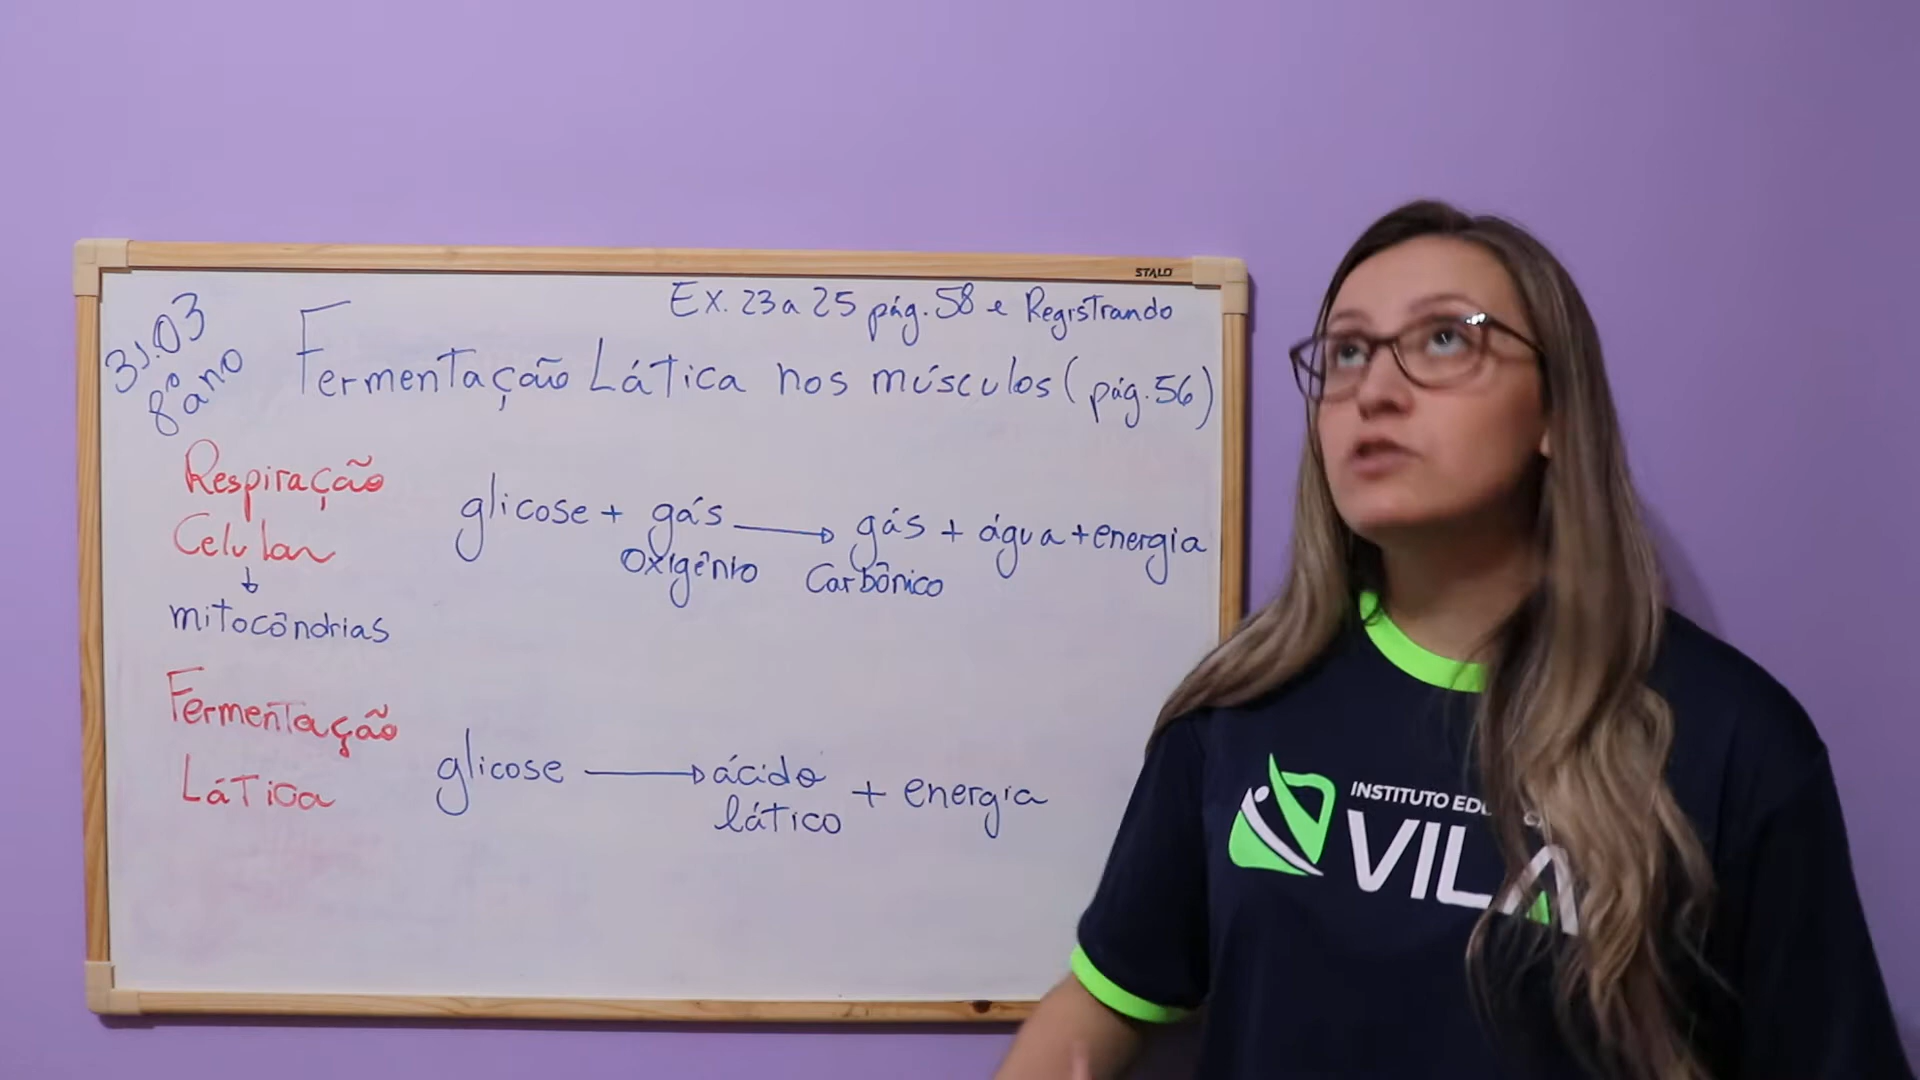 STALO
Ex. 23 a 25 pág. 58 e Registrando
31.03
8º ano
Fermentação Lática nos músculos (pág. 56)
Respiração
Celular
mitocôndrias
glicose + gás → gás + água + energia
Oxigênio Carbônico
Fermentação
Lática
glicose → ácido + energia
lático
INSTITUTO
VILA